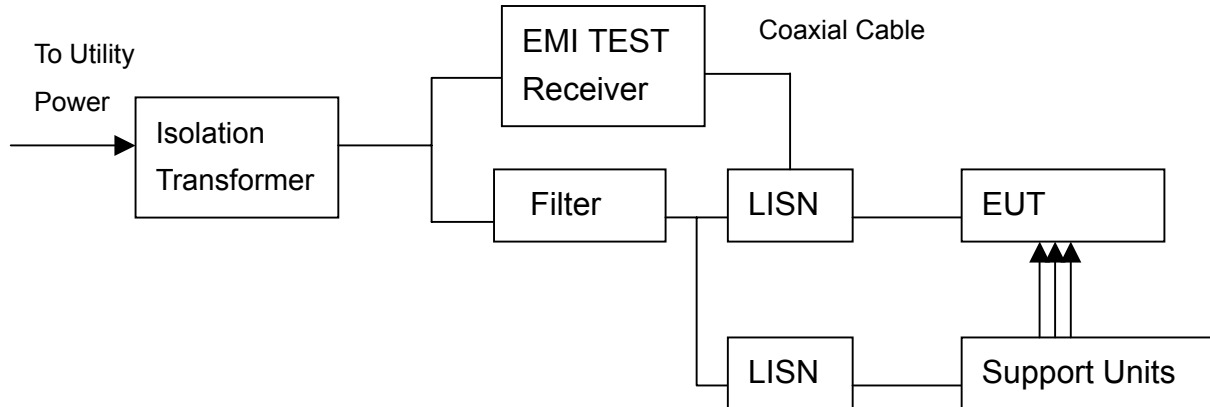 To Utility
Power
Isolation
Transformer
EMI TEST
Receiver
Coaxial Cable
Filter
LISN
EUT
LISN
Support Units